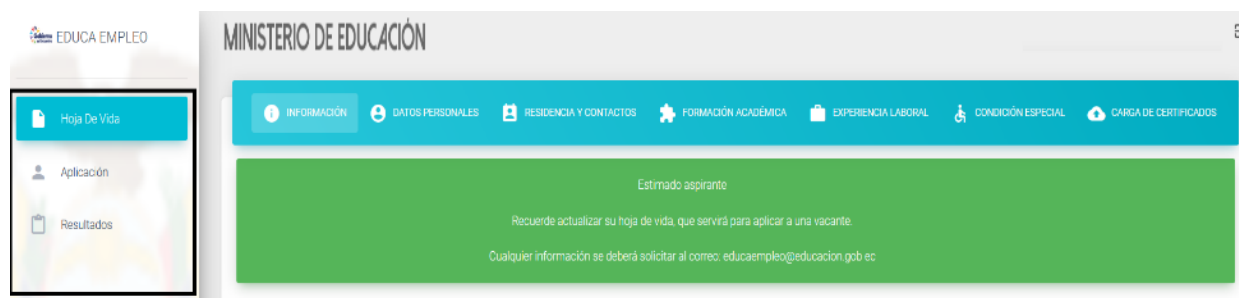 EDUCA EMPLEO
Hoja De Vida
Aplicación
Resultados
MINISTERIO DE EDUCACIÓN
INFORMACIÓN
DATOS PERSONALES
RESIDENCIA Y CONTACTOS
FORMACIÓN ACADÉMICA
EXPERIENCIA LABORAL
CONDICIÓN ESPECIAL
CARGA DE CERTIFICADOS
Estimado aspirante
Recuerde actualizar su hoja de vida, que servirá para aplicar a una vacante.
Cualquier información se deberá solicitar al correo: educaempleo@educacion.gob.ec